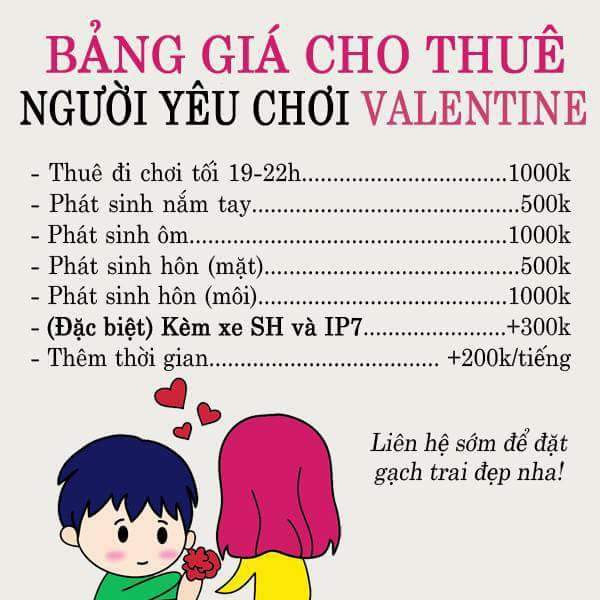 BẢNG GIÁ CHO THUÊ
NGƯỜI YÊU CHƠI VALENTINE
- Thuê đi chơi tối 19-22h..................................1000k
- Phát sinh nắm tay............................................500k
- Phát sinh ôm.....................................................1000k
- Phát sinh hôn (mặt)..........................................500k
- Phát sinh hôn (môi).........................................1000k
- (Đặc biệt) Kèm xe SH và IP7.......................+300k
- Thêm thời gian...................................... +200k/tiếng
Liên hệ sớm để đặt
gạch trai đẹp nha!